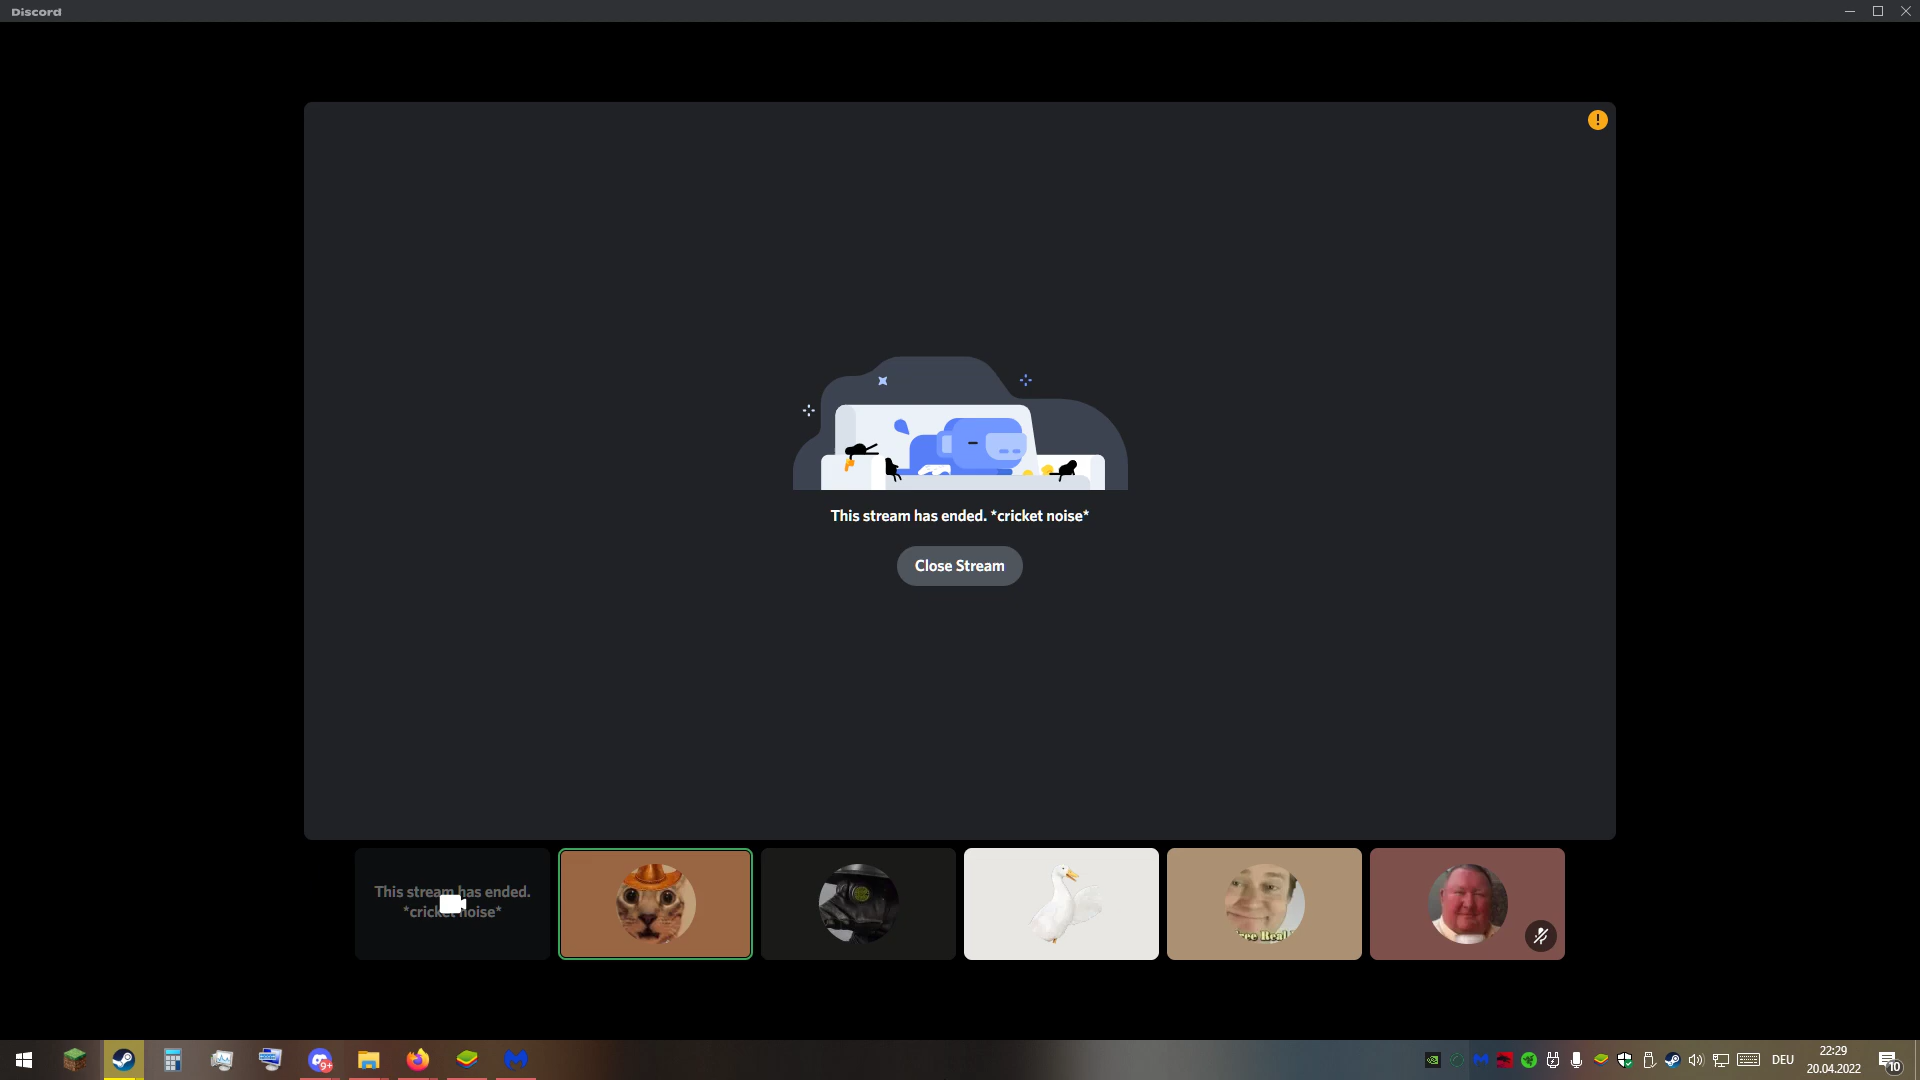 Discord
This stream has ended. *cricket noise*
Close Stream
This stream has ended.
*cricket noise*
9+
DEU
22:29
20.04.2022
10